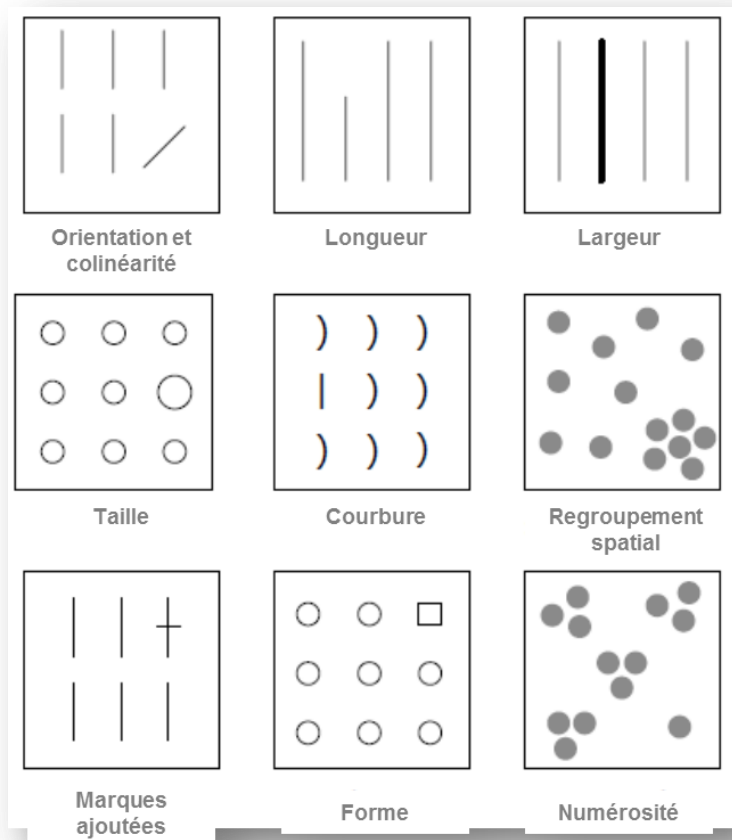 Orientation et
colinéarité
Longueur
Largeur
Taille
Courbure
Regroupement
spatial
Marques
ajoutées
Forme
Numérosité